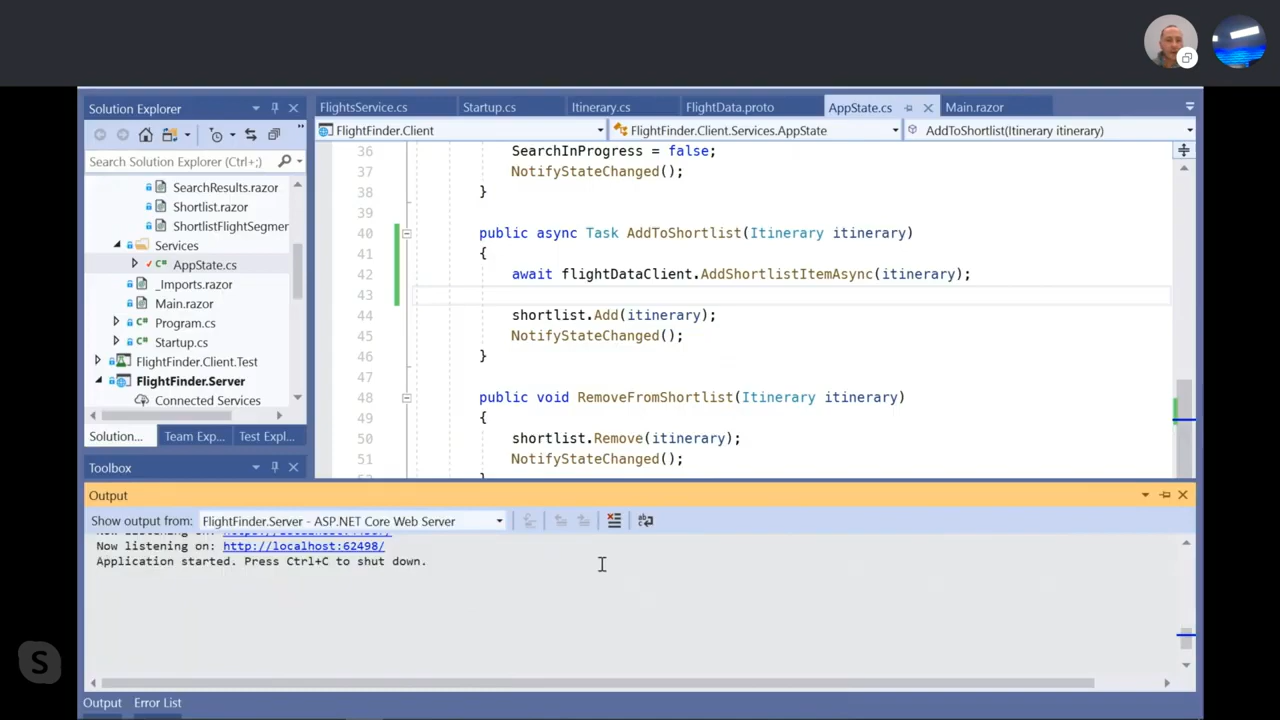 Solution Explorer
Search Solution Explorer (Ctrl+;)
SearchResults.razor
Shortlist.razor
ShortlistFlightSegmer
Services
C# AppState.cs
_Imports.razor
Main.razor
C# Program.cs
C# Startup.cs
FlightFinder.Client.Test
FlightFinder.Server
Connected Services
Solution...
Team Exp...
Test Expl...
Toolbox
FlightsService.cs
Startup.cs
Itinerary.cs
FlightData.proto
AppState.cs
Main.razor
FlightFinder.Client
FlightFinder.Client.Services.AppState
AddToShortlist(Itinerary itinerary)
36 SearchInProgress = false;
37 NotifyStateChanged();
38 }
39
40 public async Task AddToShortlist(Itinerary itinerary)
41 {
42 await flightDataClient.AddShortlistItemAsync(itinerary);
43
44 shortlist.Add(itinerary);
45 NotifyStateChanged();
46 }
47
48 public void RemoveFromShortlist(Itinerary itinerary)
49 {
50 shortlist.Remove(itinerary);
51 NotifyStateChanged();
Output
Show output from: FlightFinder.Server - ASP.NET Core Web Server
Now listening on: http://localhost:62498/
Application started. Press Ctrl+C to shut down.
S
Output
Error List